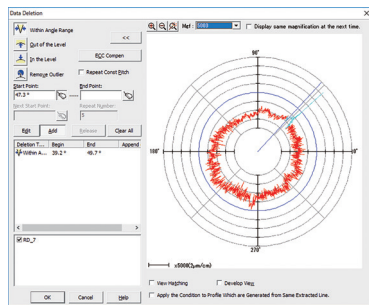 Data Deletion
Within Angle Range
<<
Out of the Level
In the Level
ECC Compen
Remove Outlier
Repeat Const Pitch
Start Point:
End Point:
47.3 °
Next Start Point:
Repeat Number:
Edit
Add
Release
Clear All
Deletion T...
Begin
End
Append
Within A...
39.2 °
49.7 °
RD_7
OK
Cancel
Help
Mgf :
5000
Display same magnification at the next time.
90°
180°
0°
270°
x5000(2μm/cm)
View Matching
Develop View
Apply the Condition to Profile Which are Generated from Same Extracted Line.